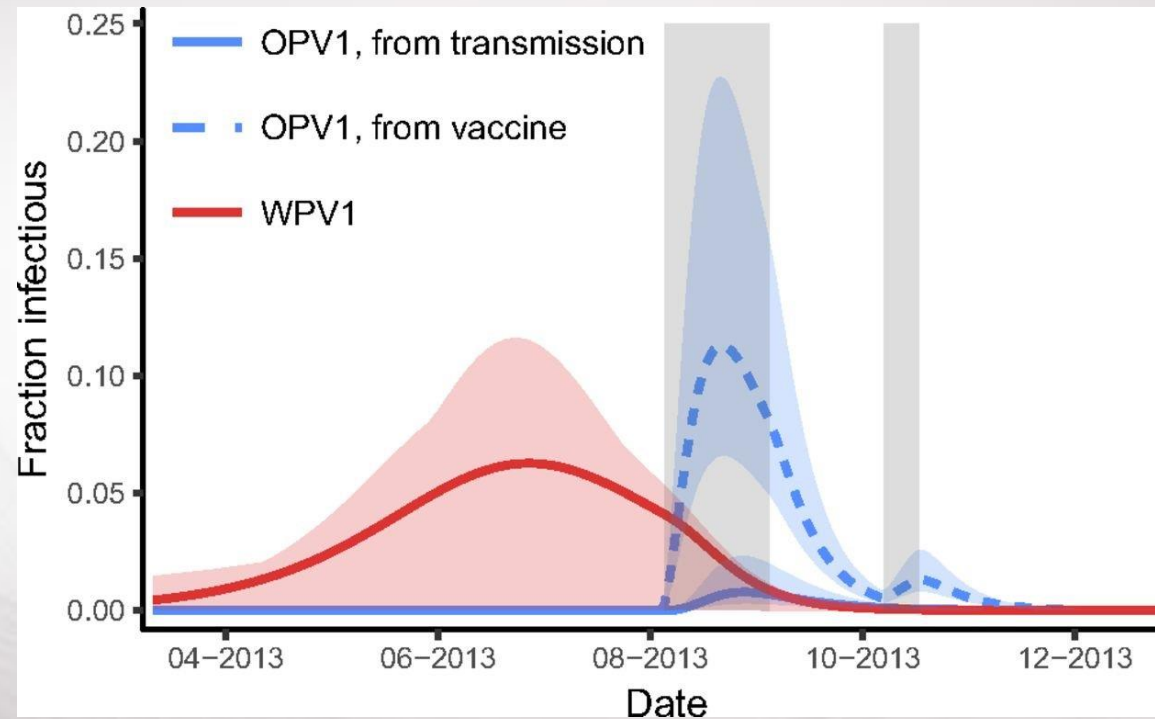 0.25
OPV1, from transmission
OPV1, from vaccine
0.20
WPV1
0.15
0.10
0.05
0.00
Fraction infectious
04−2013 06−2013 08−2013 10−2013 12−2013
Date